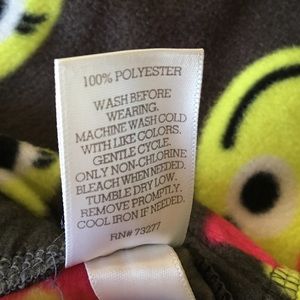 100% POLYESTER
WASH BEFORE
WEARING.
MACHINE WASH COLD
WITH LIKE COLORS.
GENTLE CYCLE.
ONLY NON-CHLORINE
BLEACH WHEN NEEDED.
TUMBLE DRY LOW.
REMOVE PROMPTLY.
COOL IRON IF NEEDED.
RN# 73277